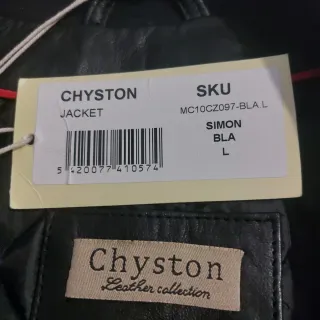 CHYSTON
JACKET
SKU
MC10CZ097-BLA.L
SIMON
BLA
L
5 420077 410574
Chyston
Leather collection